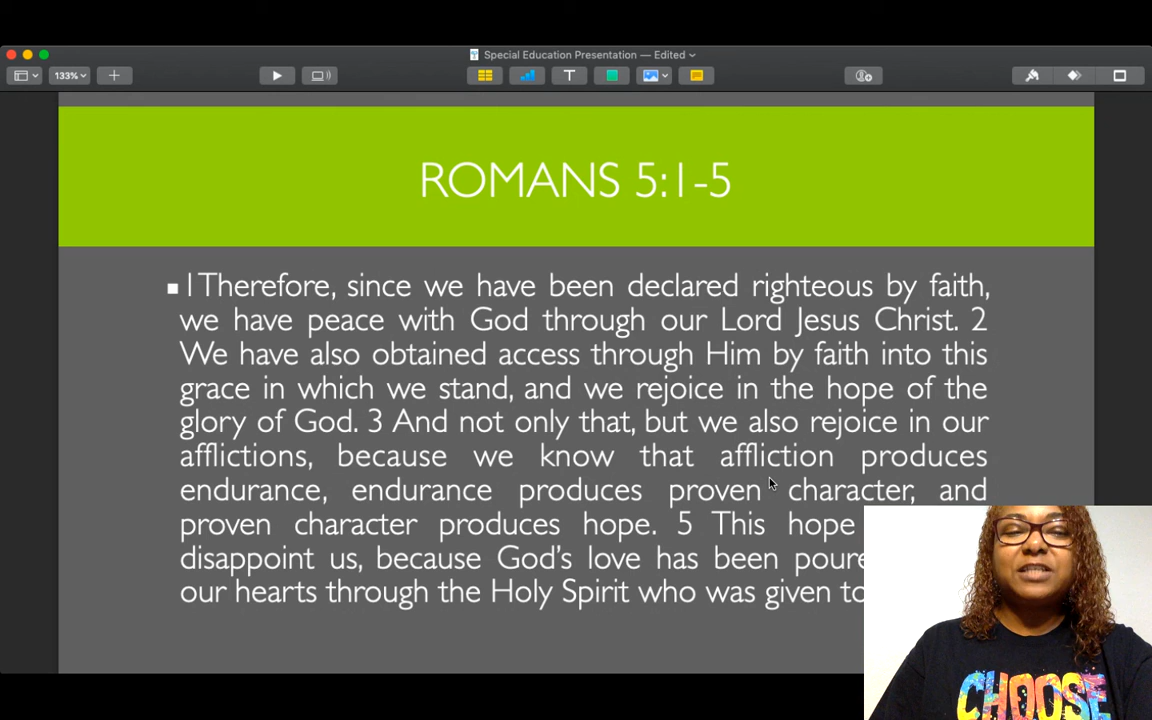 Special Education Presentation — Edited
133%
ROMANS 5:1-5
1Therefore, since we have been declared righteous by faith,
we have peace with God through our Lord Jesus Christ. 2
We have also obtained access through Him by faith into this
grace in which we stand, and we rejoice in the hope of the
glory of God. 3 And not only that, but we also rejoice in our
afflictions, because we know that affliction produces
endurance, endurance produces proven character, and
proven character produces hope. 5 This hope
disappoint us, because God's love has been
our hearts through the Holy Spirit who was given to
CHOOSE